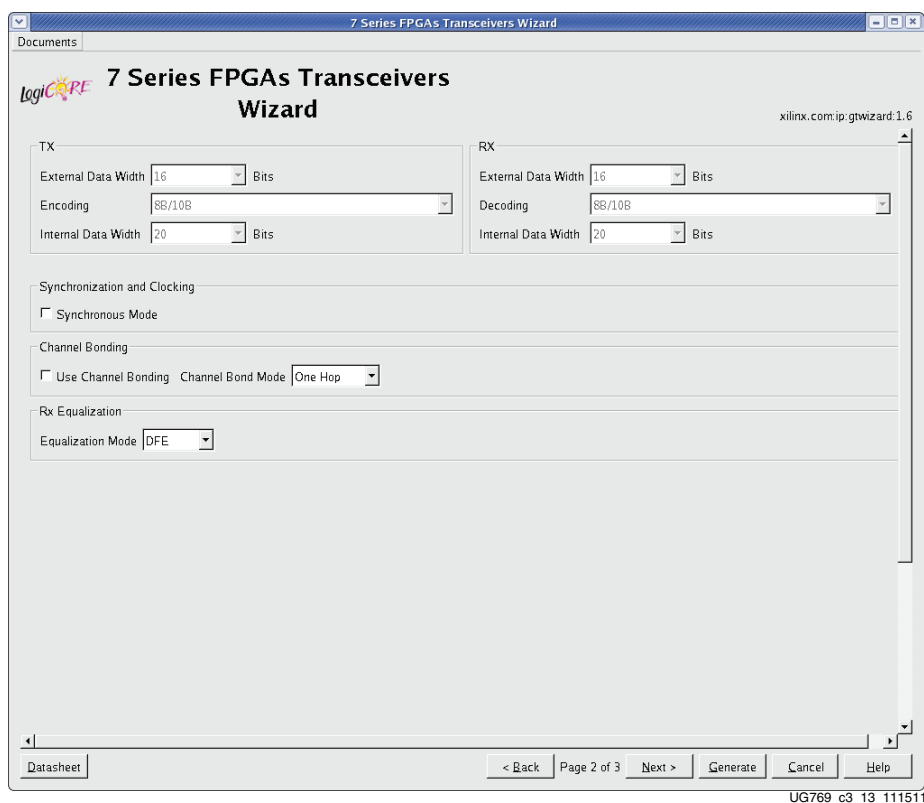 7 Series FPGAs Transceivers Wizard
Documents
LogiCORE
7 Series FPGAs Transceivers
Wizard
xilinx.com:ip:gtwizard:1.6
TX
RX
External Data Width 16 Bits
External Data Width 16 Bits
Encoding 8B/10B
Decoding 8B/10B
Internal Data Width 20 Bits
Internal Data Width 20 Bits
Synchronization and Clocking
Synchronous Mode
Channel Bonding
Use Channel Bonding Channel Bond Mode One Hop
Rx Equalization
Equalization Mode DFE
Datasheet
< Back Page 2 of 3 Next > Generate Cancel Help
UG769_c3_13_111511